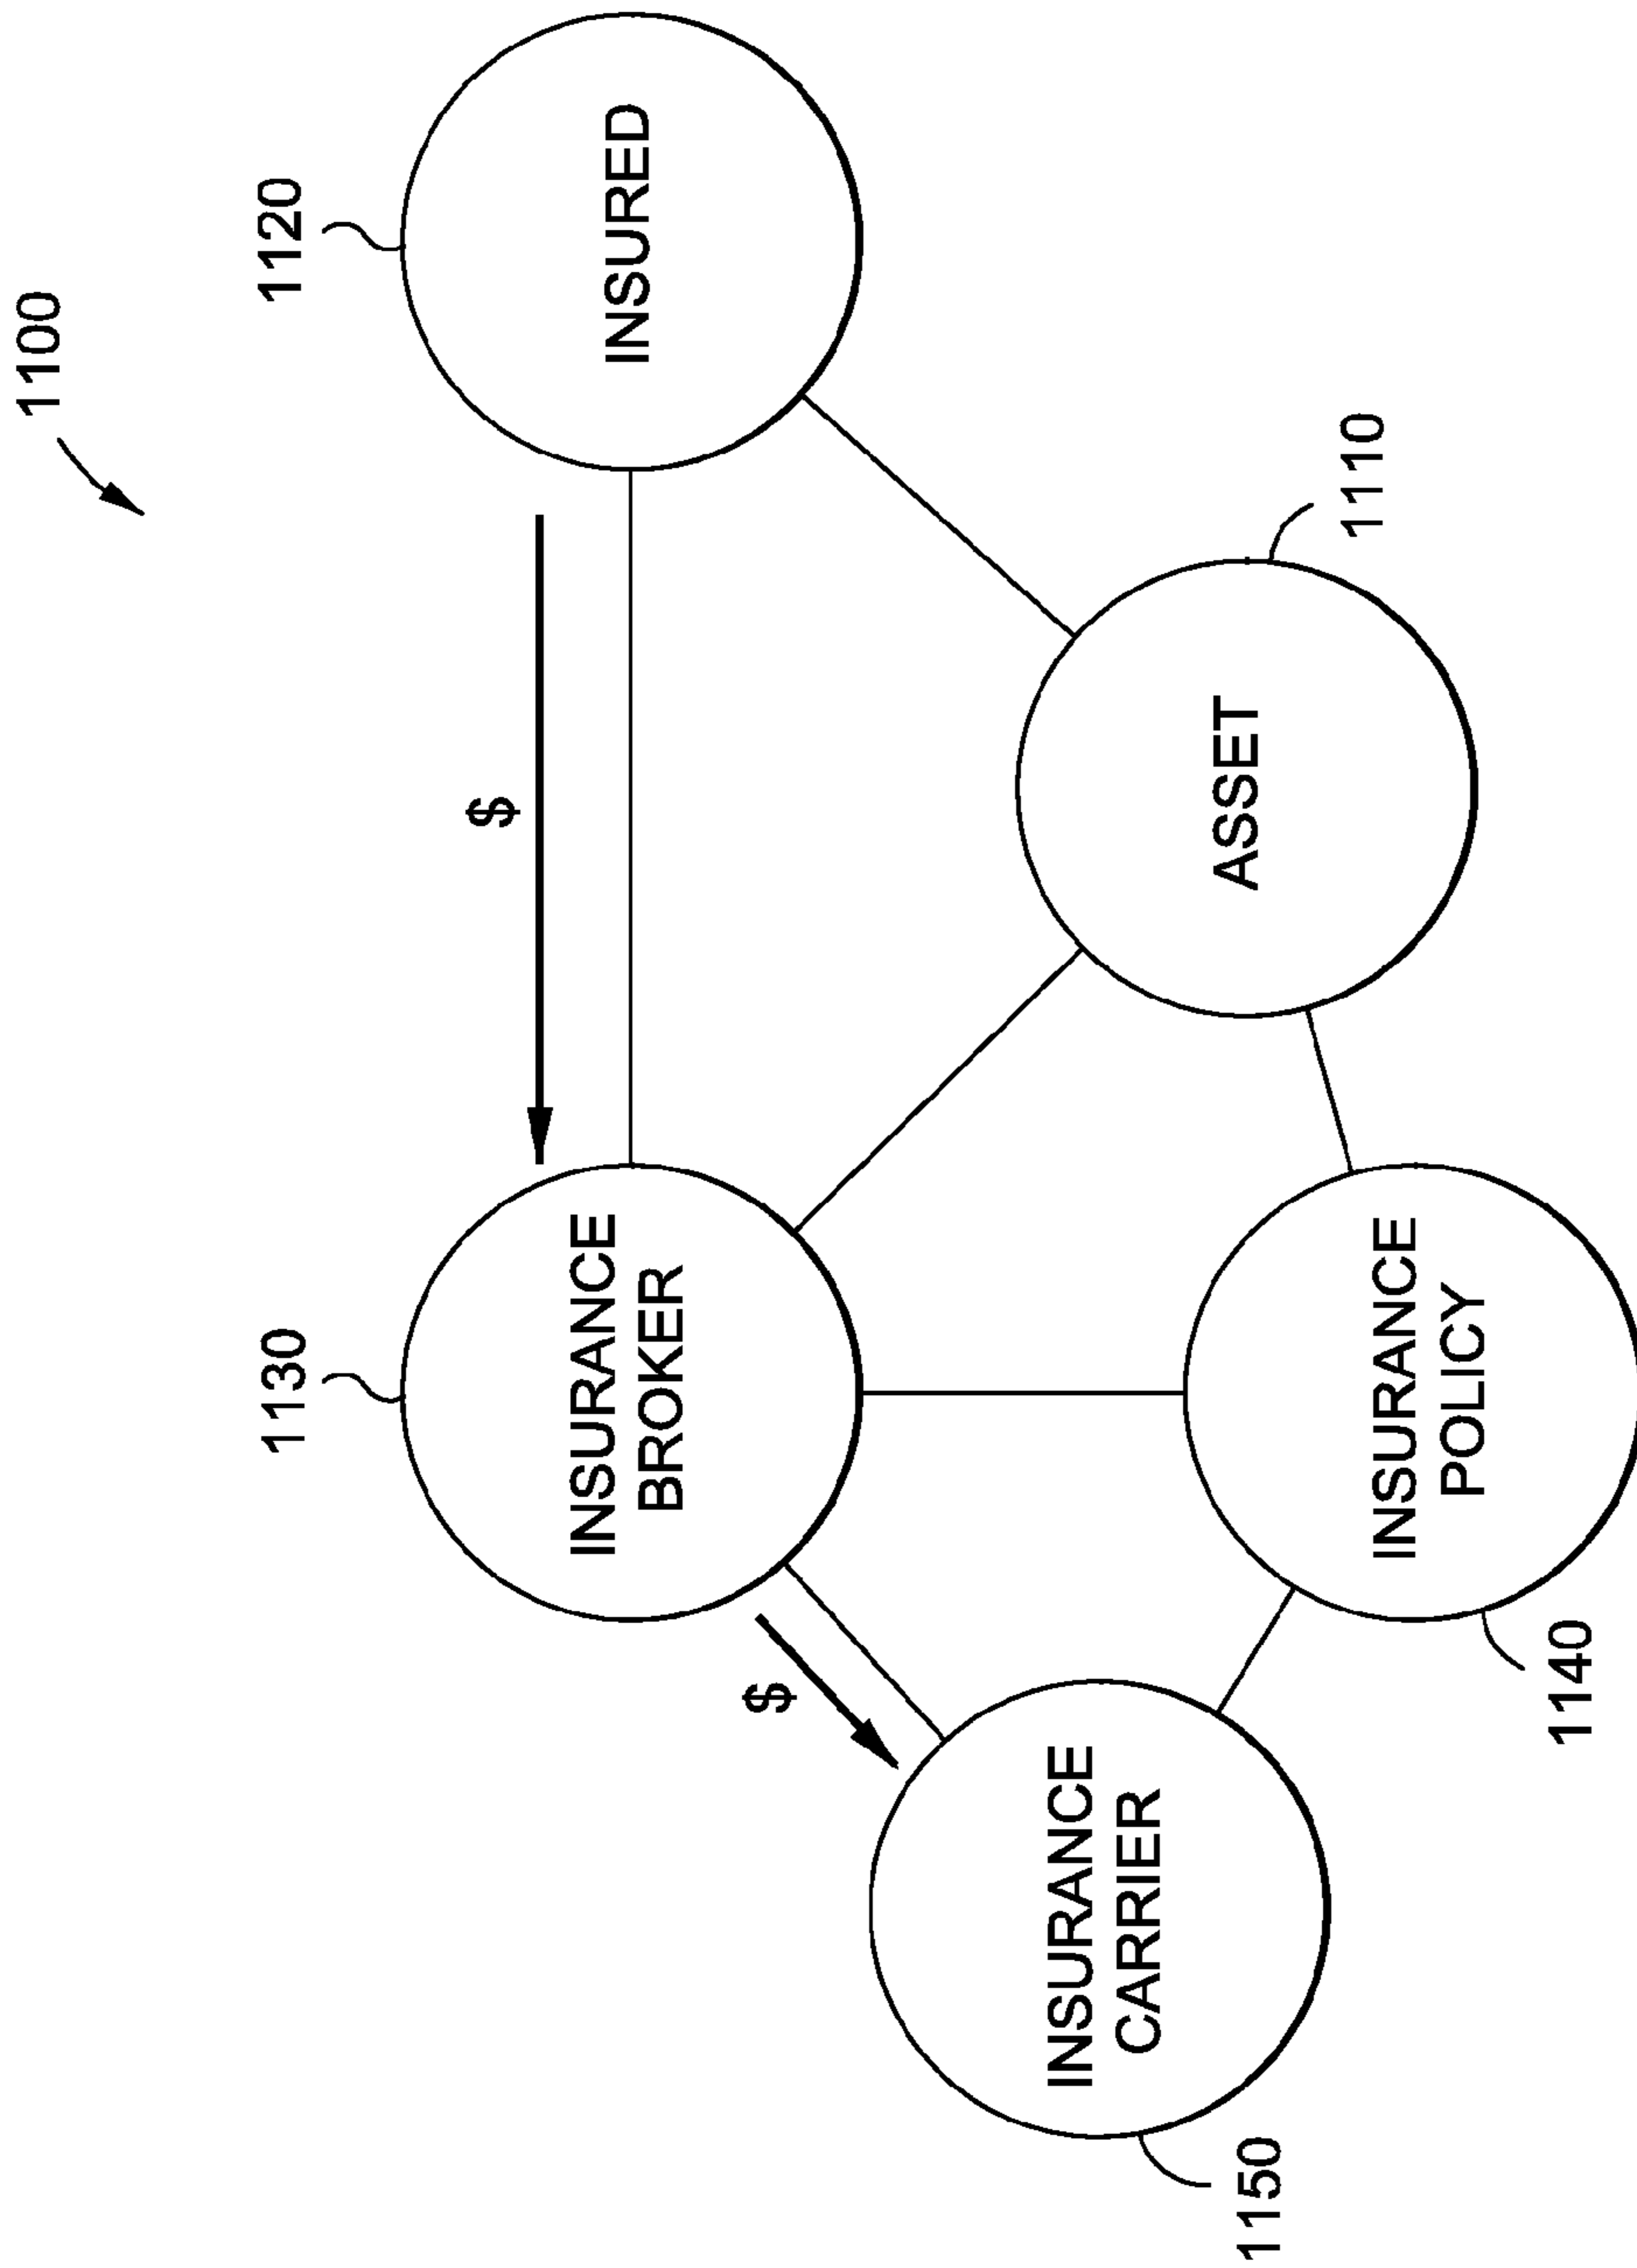 1100
1120
INSURED
$
1110
ASSET
1130
INSURANCE
BROKER
INSURANCE
POLICY
1140
$
INSURANCE
CARRIER
1150